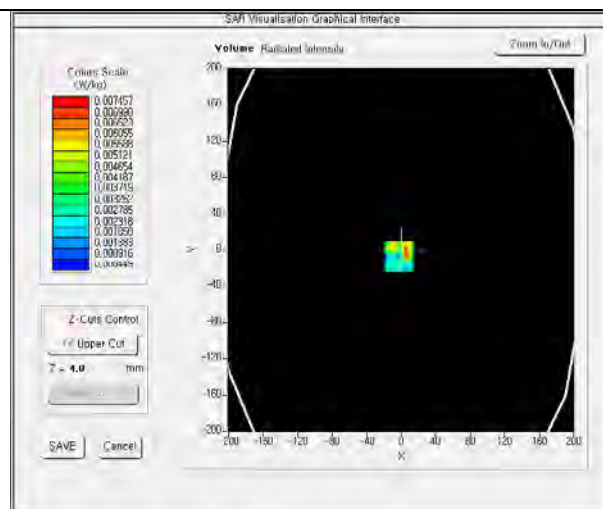 SAR Visualisation Graphical Interface
Volume Radiated Intensity
Zoom In/Out
Colors Scale
(W/kg)
0.007457
0.006990
0.006523
0.006055
0.005588
0.005121
0.004654
0.004187
0.003719
0.003252
0.002785
0.002318
0.001850
0.001383
0.000916
200
160
120
80
40
0
-40
-80
-120
-160
-200
Y
-200 -160 -120 -80 -40 0 40 80 120 160 200
X
Z-Cuts Control
Upper Cut
Z = 4.0 mm
SAVE Cancel